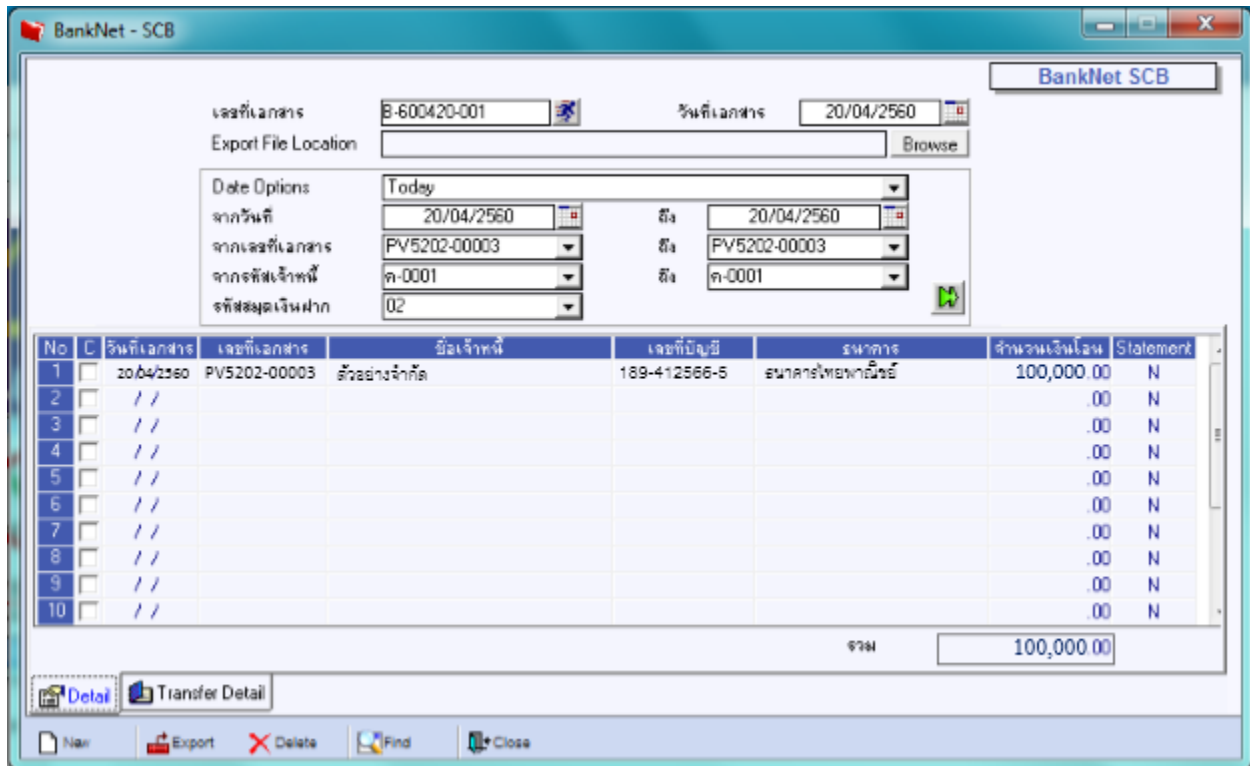 BankNet - SCB
BankNet SCB
เลขที่เอกสาร B-600420-001 วันที่เอกสาร 20/04/2560
Export File Location Browse
Date Options Today
จากวันที่ 20/04/2560 ถึง 20/04/2560
จากเลขที่เอกสาร PV5202-00003 ถึง PV5202-00003
จากรหัสเจ้าหนี้ ค-0001 ถึง ค-0001
รหัสสมุดเงินฝาก 02
No C วันที่เอกสาร เลขที่เอกสาร ชื่อเจ้าหนี้ เลขที่บัญชี ธนาคาร จำนวนเงินโอน Statement
1 20/04/2560 PV5202-00003 ตัวอย่างจำกัด 189-412566-5 ธนาคารไทยพาณิชย์ 100,000.00 N
2 / / .00 N
3 / / .00 N
4 / / .00 N
5 / / .00 N
6 / / .00 N
7 / / .00 N
8 / / .00 N
9 / / .00 N
10 / / .00 N
รวม 100,000.00
Detail Transfer Detail
New Export Delete Find Close